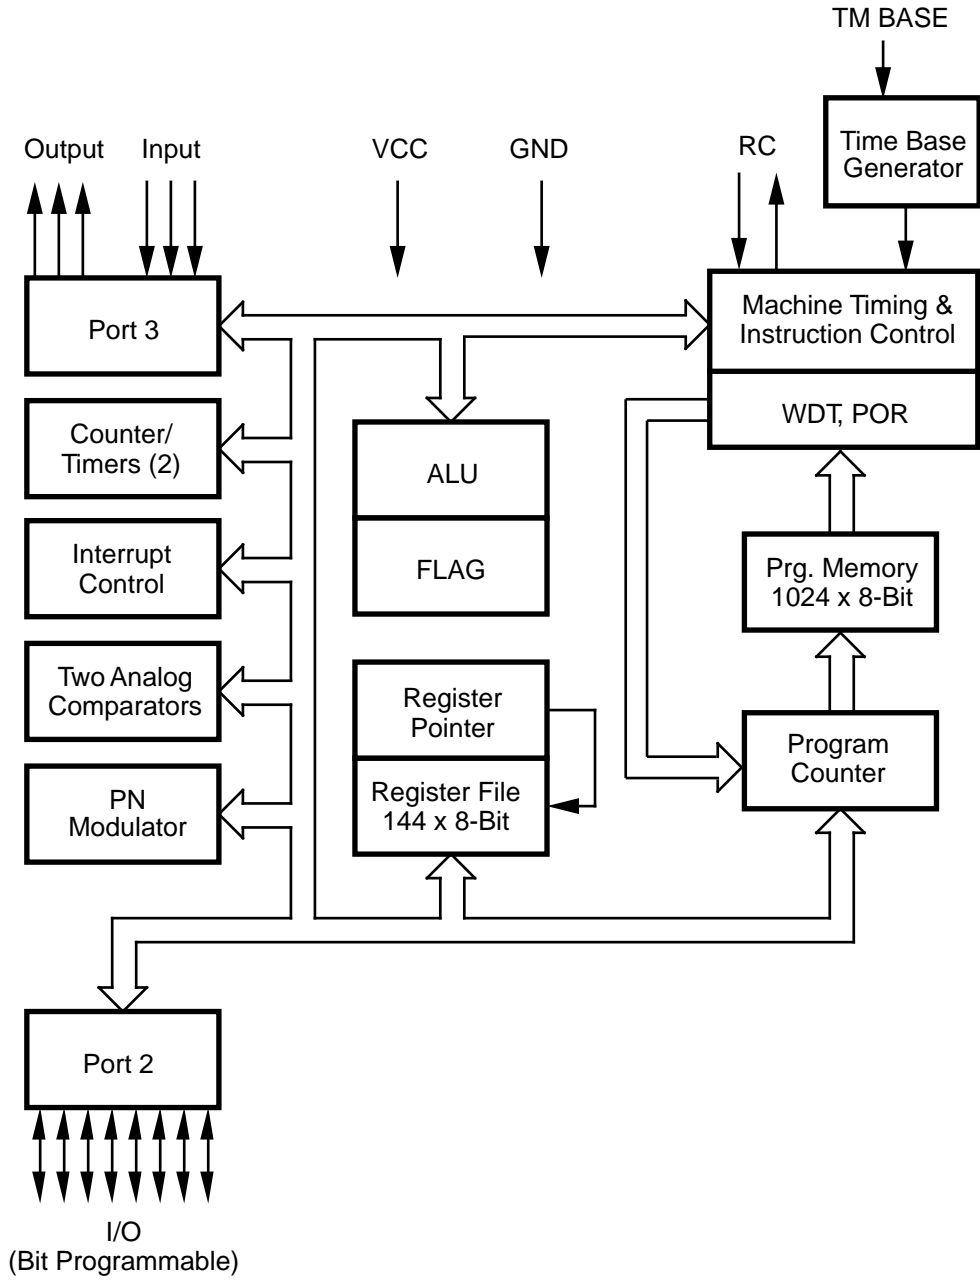 TM BASE
Time Base
Generator
Output
Input
VCC
GND
RC
Port 3
Machine Timing &
Instruction Control
WDT, POR
Counter/
Timers (2)
ALU
FLAG
Interrupt
Control
Prg. Memory
1024 x 8-Bit
Two Analog
Comparators
Register
Pointer
Program
Counter
PN
Modulator
Register File
144 x 8-Bit
Port 2
I/O
(Bit Programmable)